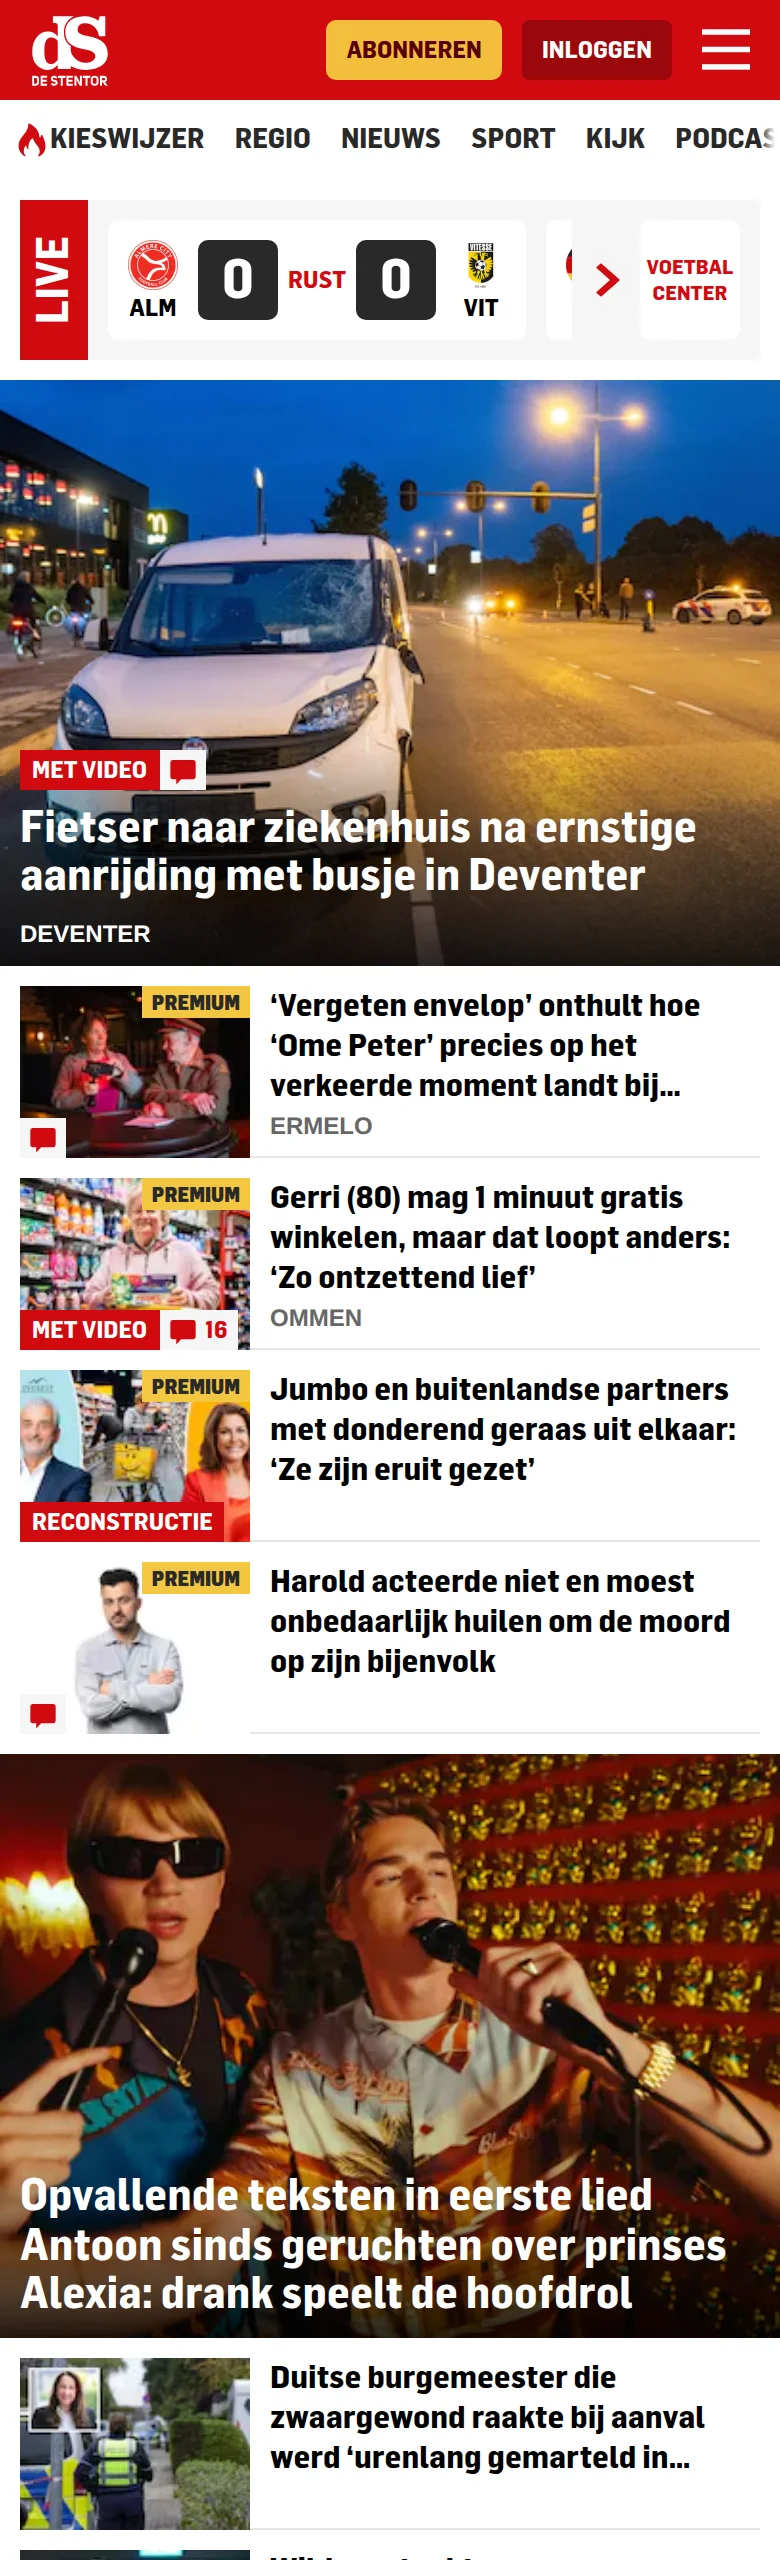 dS
DE STENTOR
ABONNEREN
INLOGGEN
KIESWIJZER REGIO NIEUWS SPORT KIJK PODCAS
LIVE
ALMERE CITY
ALM
0
RUST
0
VITESSE
VIT
VOETBAL
CENTER
MET VIDEO
Fietser naar ziekenhuis na ernstige
aanrijding met busje in Deventer
DEVENTER
PREMIUM
‘Vergeten envelop’ onthult hoe
‘Ome Peter’ precies op het
verkeerde moment landt bij...
ERMELO
PREMIUM
MET VIDEO
16
Gerri (80) mag 1 minuut gratis
winkelen, maar dat loopt anders:
‘Zo ontzettend lief’
OMMEN
PREMIUM
RECONSTRUCTIE
Jumbo en buitenlandse partners
met donderend geraas uit elkaar:
‘Ze zijn eruit gezet’
PREMIUM
Harold acteerde niet en moest
onbedaarlijk huilen om de moord
op zijn bijenvolk
Opvallende teksten in eerste lied
Antoon sinds geruchten over prinses
Alexia: drank speelt de hoofdrol
Duitse burgemeester die
zwaargewond raakte bij aanval
werd ‘urenlang gemarteld in...